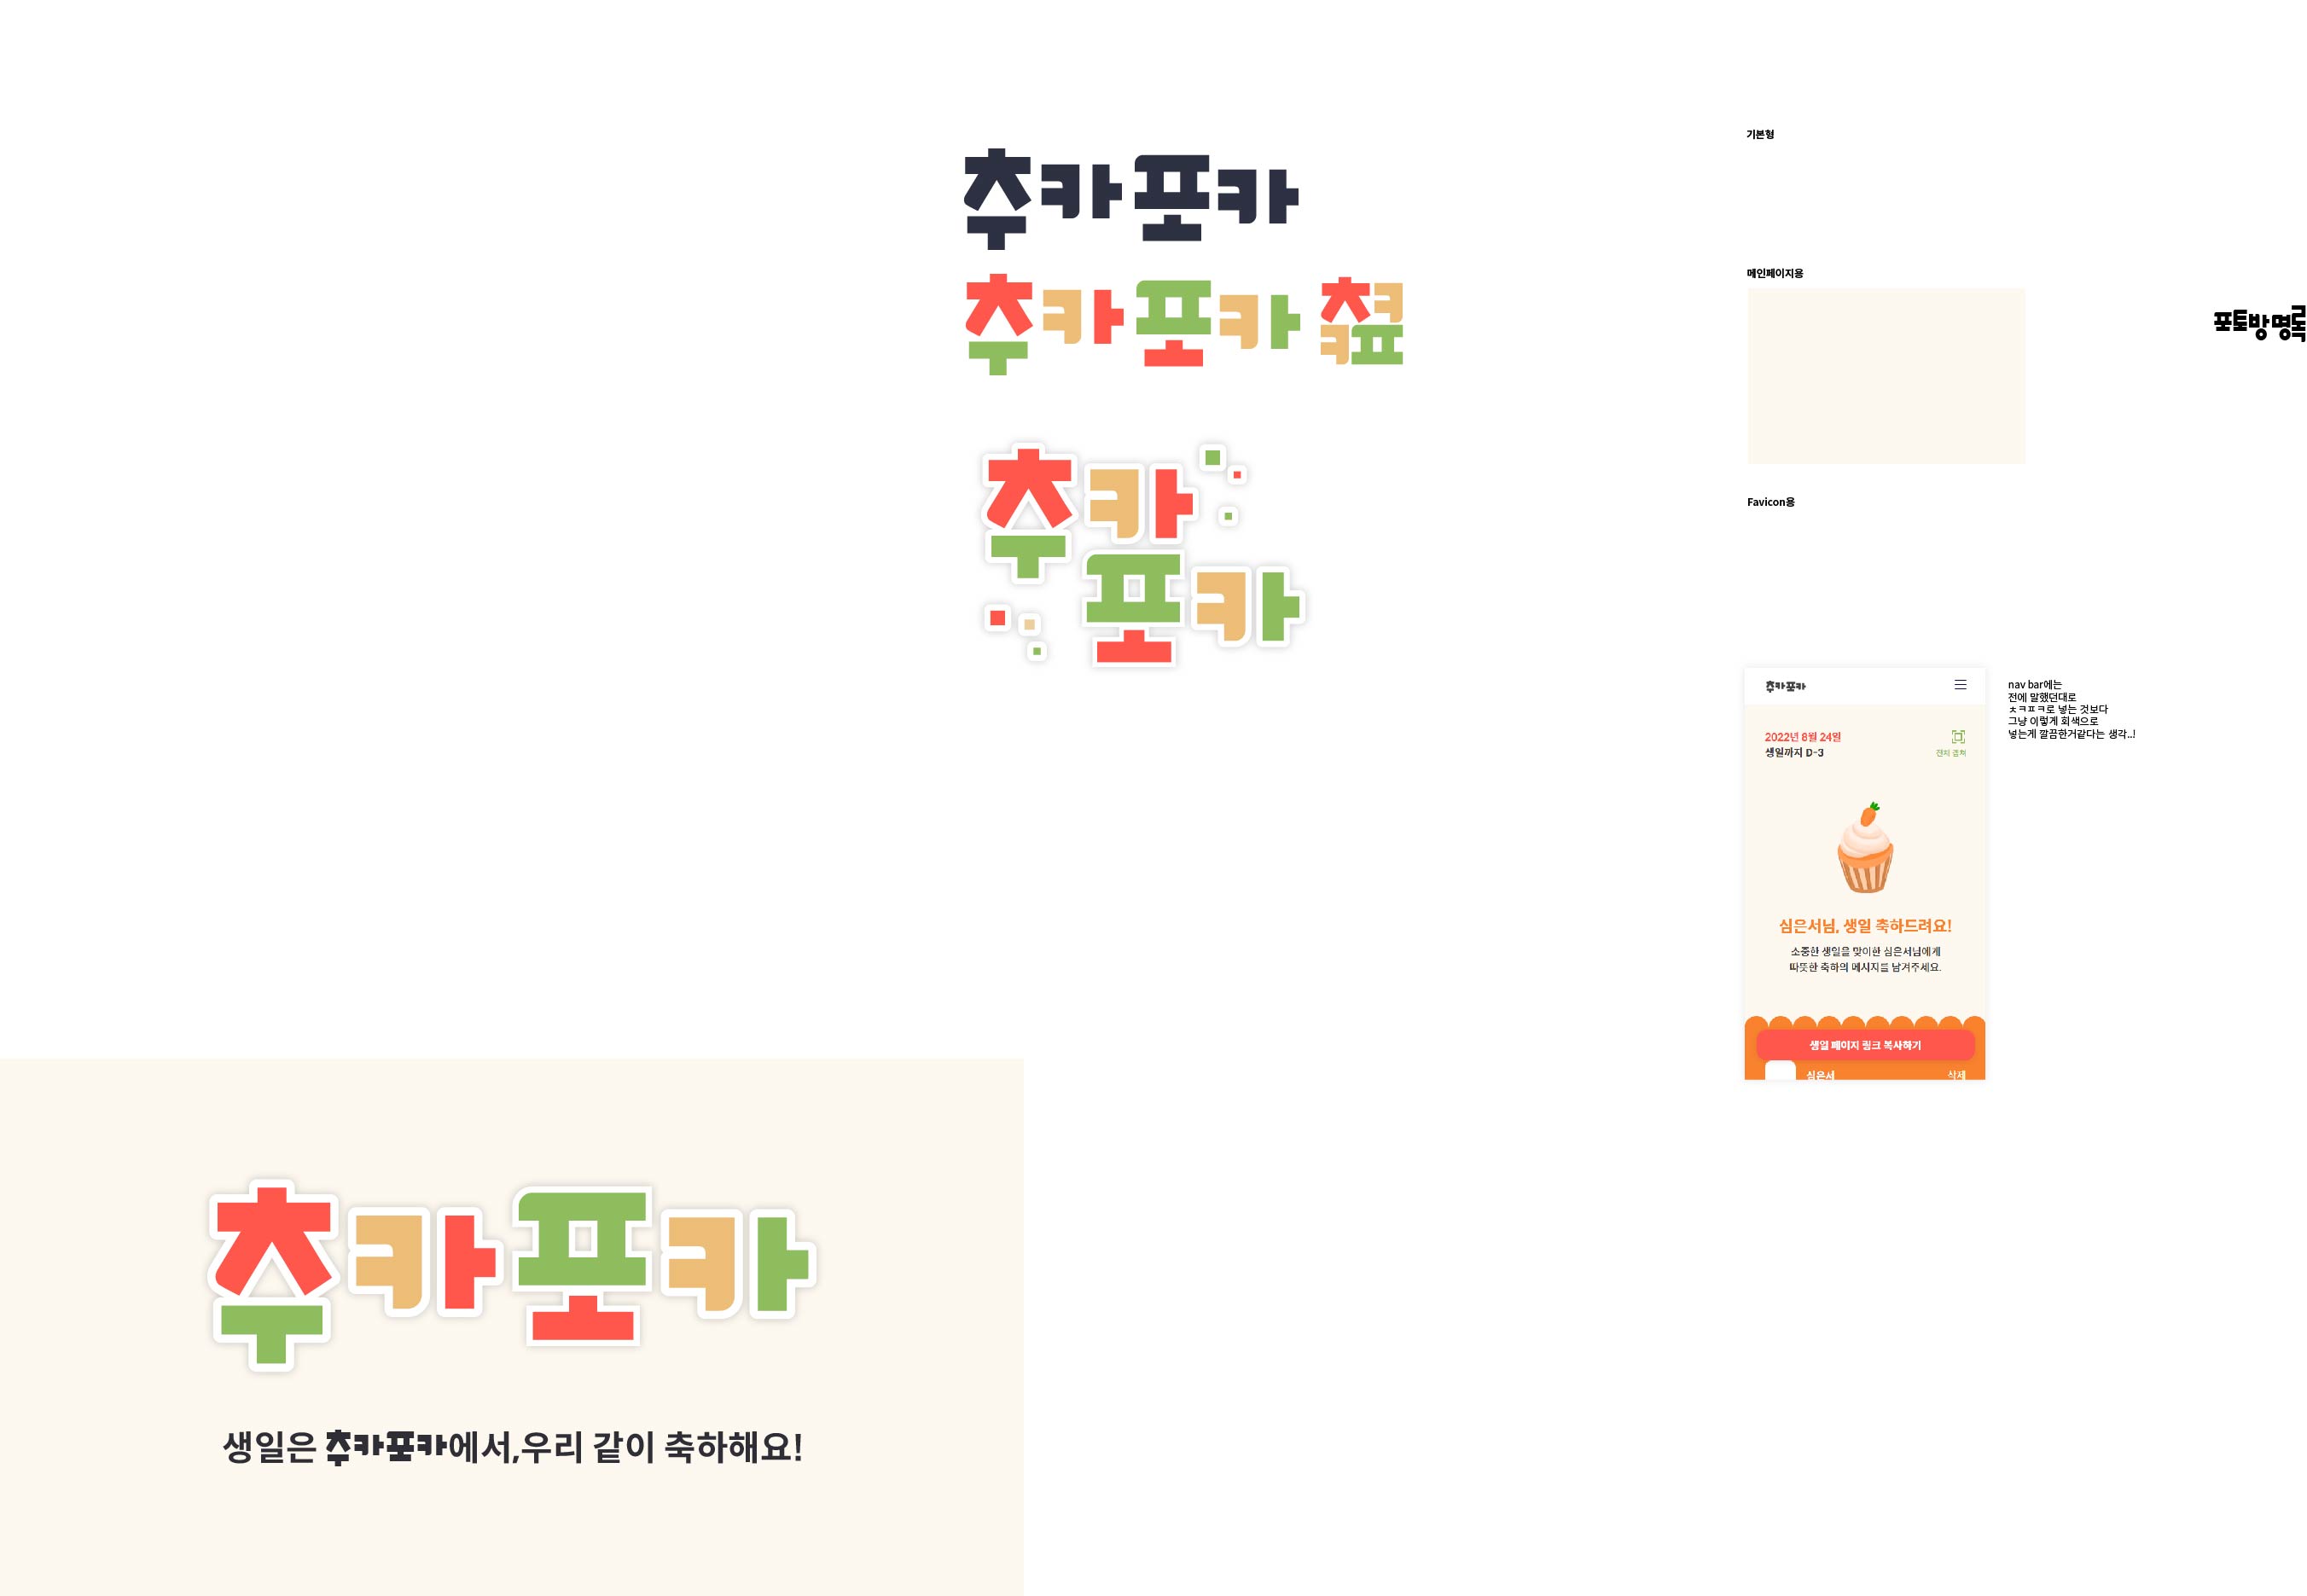 추카포카
추카포카 ㅊㅋㅋㅍ
추카
포카
기본형
메인페이지용
포토방명록
Favicon용
추카포카
2022년 8월 24일
생일까지 D-3
전체 캡쳐
심은서님, 생일 축하드려요!
소중한 생일을 맞이한 심은서님에게
따뜻한 축하의 메시지를 남겨주세요.
생일 페이지 링크 복사하기
심은서 삭제
nav bar에는
전에 말했던대로
ㅊㅋㅍㅋ로 넣는 것보다
그냥 이렇게 회색으로
넣는게 깔끔한거같다는 생각..!
추카포카
생일은 추카포카에서,우리 같이 축하해요!